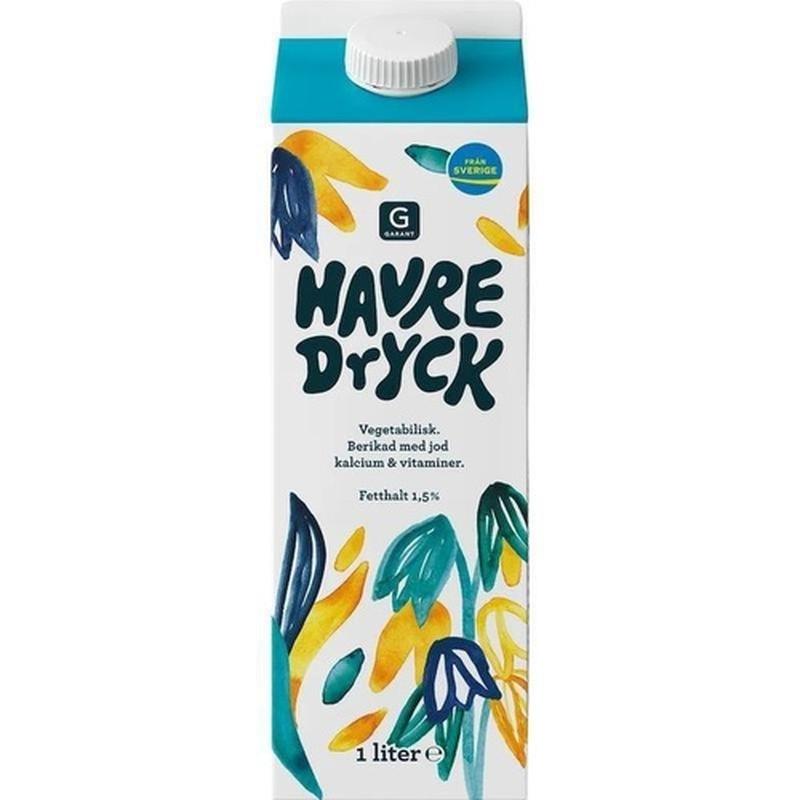 FRÅN
SVERIGE
G
GARANT
HAVRE
DrYCK
Vegetabilisk.
Berikad med jod
kalcium & vitaminer.
Fetthalt 1,5%
1 liter ℮